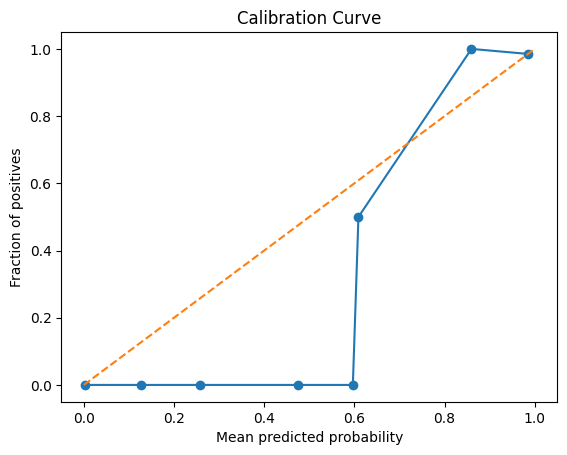 Calibration Curve
Fraction of positives
1.0
0.8
0.6
0.4
0.2
0.0
0.0 0.2 0.4 0.6 0.8 1.0
Mean predicted probability